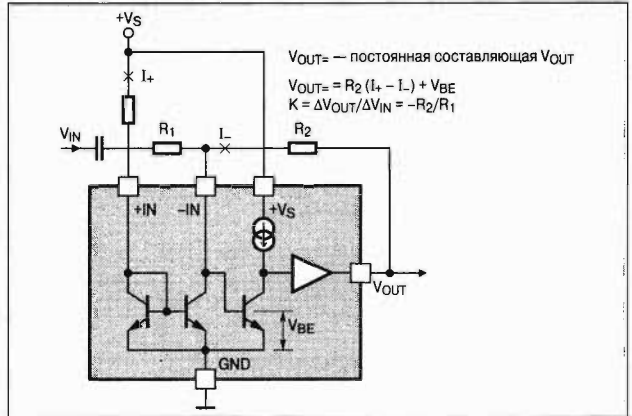 +VS
I+
VOUT= — постоянная составляющая VOUT
VOUT= = R2 (I+ – I–) + VBE
K = ΔVOUT/ΔVIN = –R2/R1
VIN
R1
I–
R2
+IN
–IN
+VS
VOUT
VBE
GND